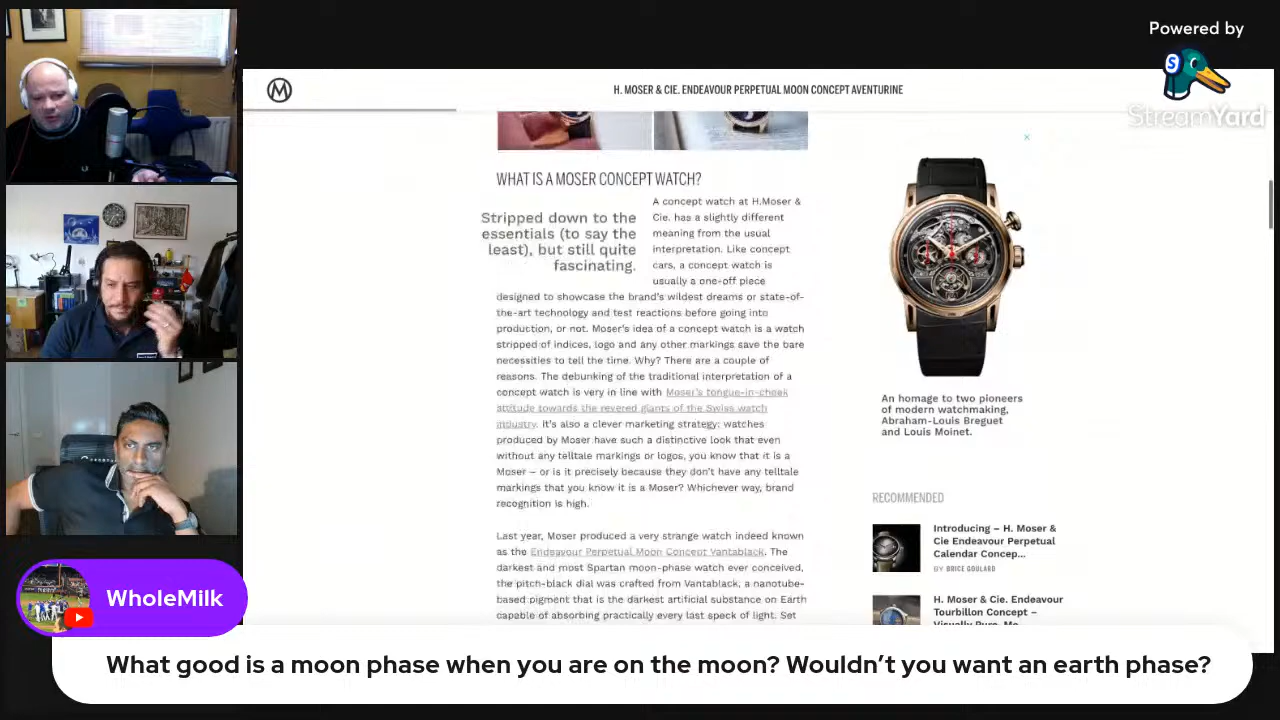 Powered by
S
StreamYard
M
H. MOSER & CIE. ENDEAVOUR PERPETUAL MOON CONCEPT AVENTURINE
WHAT IS A MOSER CONCEPT WATCH?
Stripped down to the
essentials (to say the
least), but still quite
fascinating.
A concept watch at H.Moser &
Cie. has a slightly different
meaning from the usual
interpretation. Like concept
cars, a concept watch is
usually a one-off piece
designed to showcase the brand's wildest dreams or state-of-
the-art technology and test reactions before going into
production, or not. Moser's idea of a concept watch is a watch
stripped of indices, logo and any other markings save the bare
necessities to tell the time. Why? There are a couple of
reasons. The debunking of the traditional interpretation of a
concept watch is very in line with Moser's tongue-in-cheek
attitude towards the revered giants of the Swiss watch
industry. It's also a clever marketing strategy: watches
produced by Moser have such a distinctive look that even
without any telltale markings or logos, you know that it is a
Moser – or is it precisely because they don't have any telltale
markings that you know it is a Moser? Whichever way, brand
recognition is high.
Last year, Moser produced a very strange watch indeed known
as the Endeavour Perpetual Moon Concept Vantablack. The
darkest and most Spartan moon-phase watch ever conceived,
the pitch-black dial was crafted from Vantablack, a nanotube-
based pigment that is the darkest artificial substance on Earth
capable of absorbing practically every last speck of light. Set
An homage to two pioneers
of modern watchmaking,
Abraham-Louis Breguet
and Louis Moinet.
RECOMMENDED
Introducing – H. Moser &
Cie Endeavour Perpetual
Calendar Concep...
BY BRICE GOULARD
H. Moser & Cie. Endeavour
Tourbillon Concept –
Visually Pure, Me
WholeMilk
What good is a moon phase when you are on the moon? Wouldn't you want an earth phase?